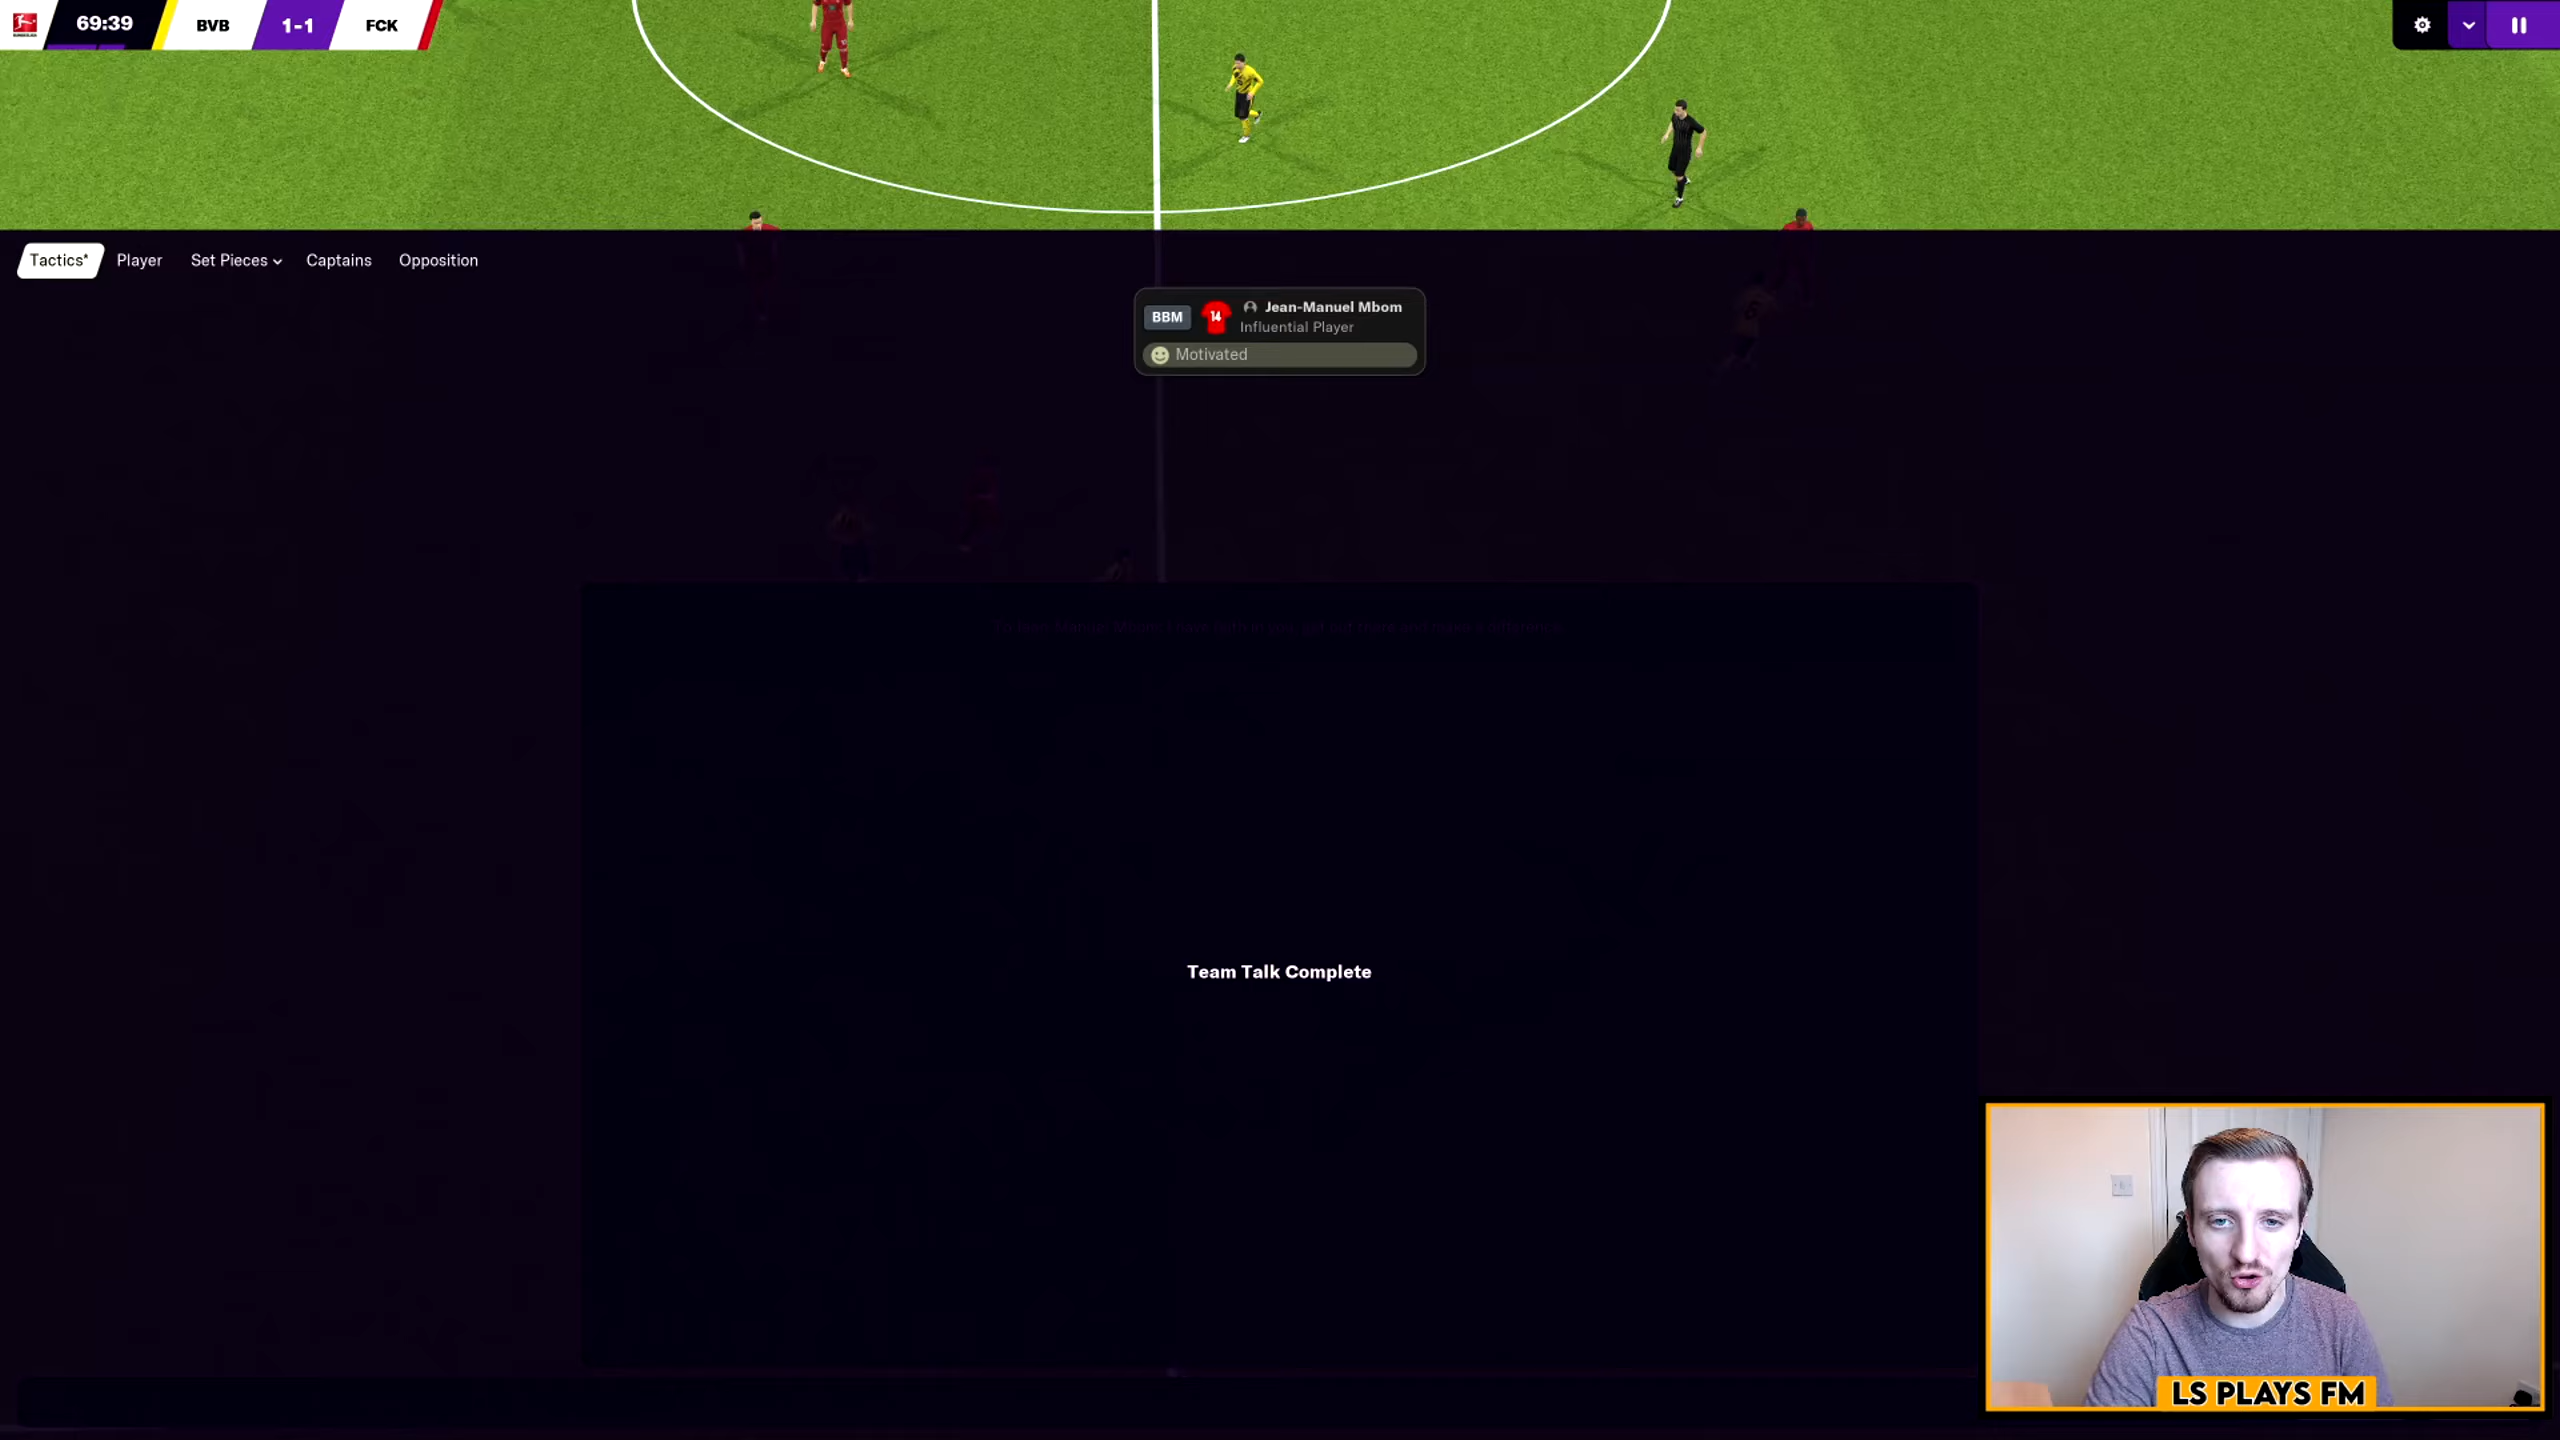 69:39 BVB 1-1 FCK
Tactics* Player Set Pieces Captains Opposition
BBM 14 Jean-Manuel Mbom
Influential Player
Motivated
Team Talk Complete
LS PLAYS FM